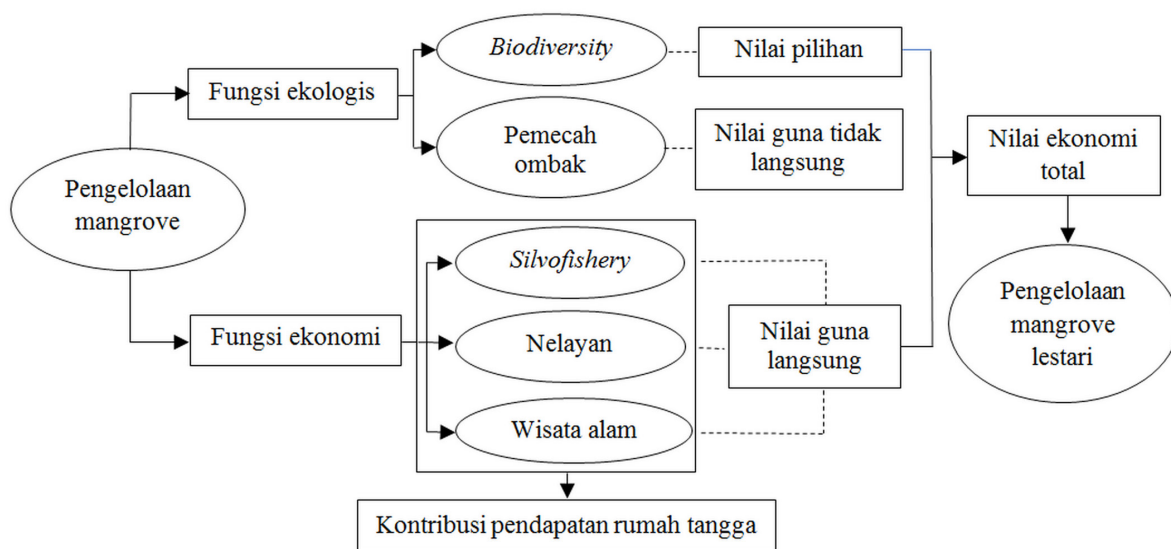 Biodiversity
Nilai pilihan
Fungsi ekologis
Pemecah
ombak
Nilai guna tidak
langsung
Nilai ekonomi
total
Pengelolaan
mangrove
Silvofishery
Fungsi ekonomi
Nelayan
Nilai guna
langsung
Pengelolaan
mangrove
lestari
Wisata alam
Kontribusi pendapatan rumah tangga